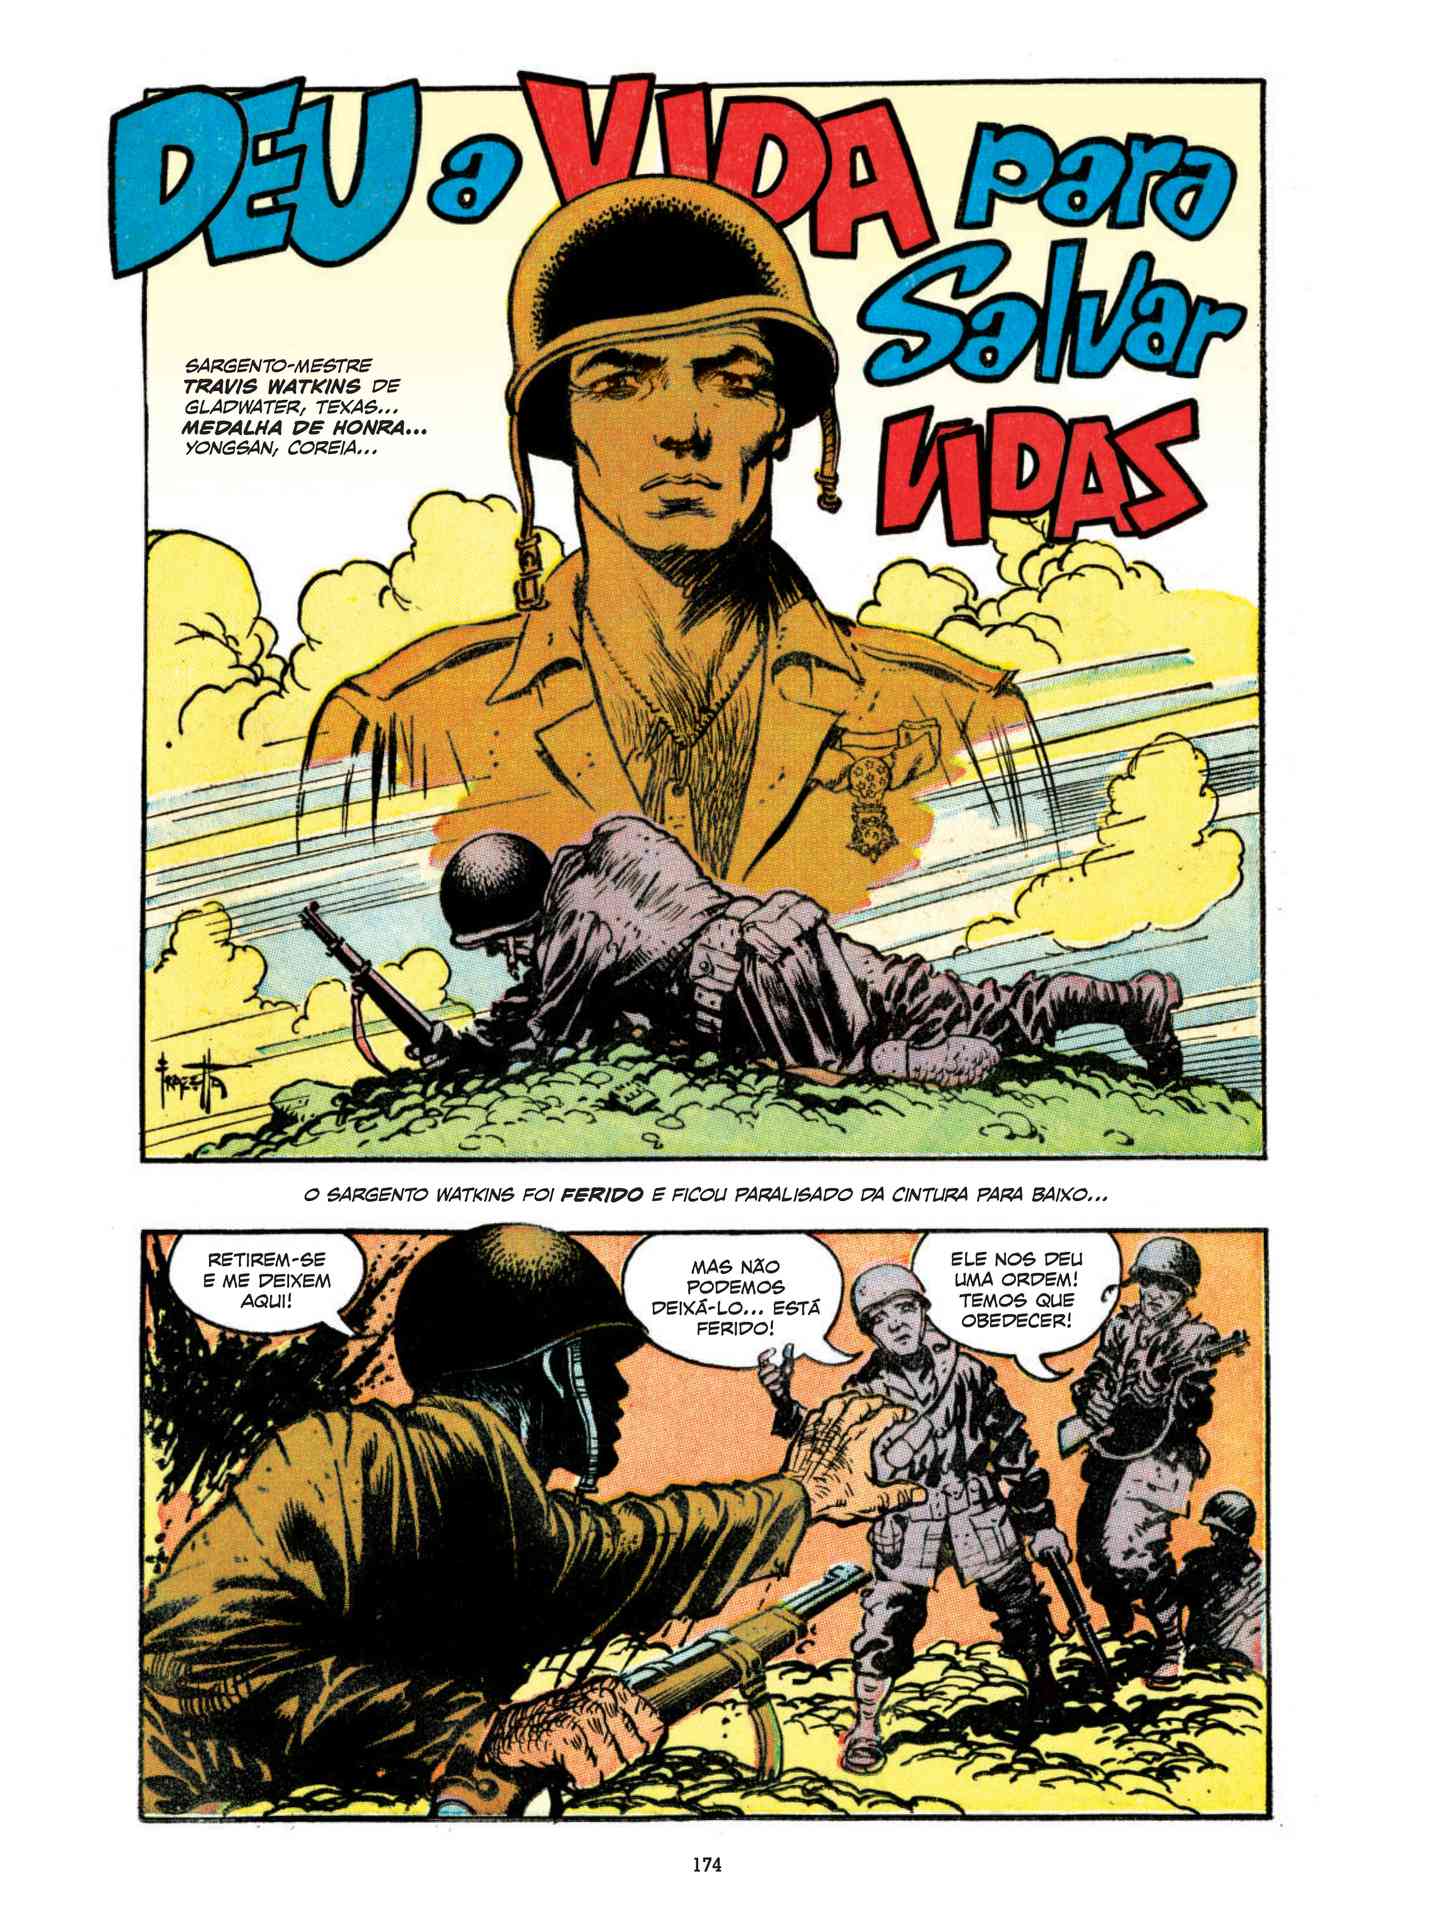 DEU a VIDA para
Salvar
VIDAS
SARGENTO-MESTRE
TRAVIS WATKINS DE
GLADWATER, TEXAS...
MEDALHA DE HONRA...
YONGSAN, COREIA...
FRAZETTA
O SARGENTO WATKINS FOI FERIDO E FICOU PARALISADO DA CINTURA PARA BAIXO...
RETIREM-SE
E ME DEIXEM
AQUI!
MAS NÃO
PODEMOS
DEIXÁ-LO... ESTÁ
FERIDO!
ELE NOS DEU
UMA ORDEM!
TEMOS QUE
OBEDECER!
174